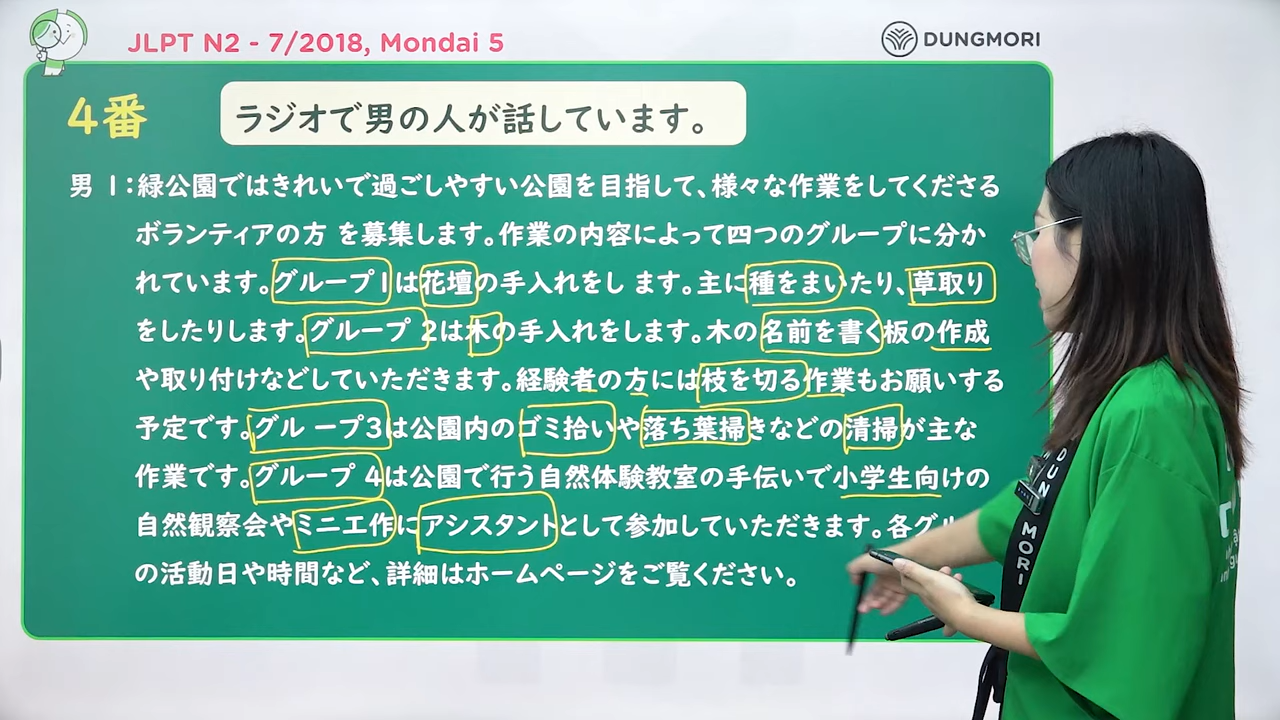 JLPT N2 - 7/2018, Mondai 5
DUNGMORI
4番
ラジオで男の人が話しています。
男 1：緑公園ではきれいで過ごしやすい公園を目指して、様々な作業をしてくださる
ボランティアの方 を募集します。作業の内容によって四つのグループに分か
れています。グループ1は花壇の手入れをし ます。主に種をまいたり、草取り
をしたりします。グループ 2は木の手入れをします。木の名前を書く板の作成
や取り付けなどしていただきます。経験者の方には枝を切る作業もお願いする
予定です。グル ープ3は公園内のゴミ拾いや落ち葉掃きなどの清掃が主な
作業です。グループ 4は公園で行う自然体験教室の手伝いで小学生向けの
自然観察会やミニ工作にアシスタントとして参加していただきます。各グル
の活動日や時間など、詳細はホームページをご覧ください。
DUN
MORI